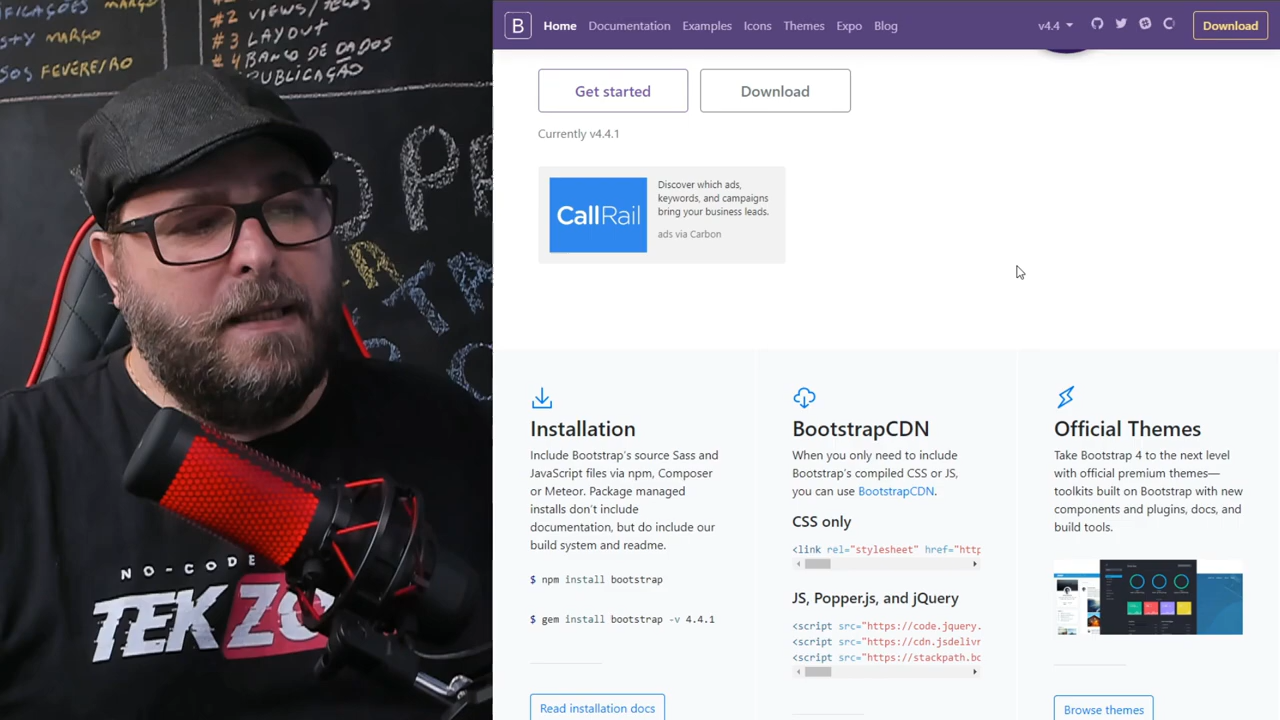 MARÇO
#2 VIEWS/
#3 LAYOUT
#4 BANCO DE DADOS
PUBLICAÇÃO
MARÇO
FEVEREIRO
NO-CODE
B Home Documentation Examples Icons Themes Expo Blog v4.4 Download
Get started Download
Currently v4.4.1
CallRail
Discover which ads,
keywords, and campaigns
bring your business leads.
ads via Carbon
Installation
Include Bootstrap's source Sass and
JavaScript files via npm, Composer
or Meteor. Package managed
installs don't include
documentation, but do include our
build system and readme.
$ npm install bootstrap
$ gem install bootstrap -v 4.4.1
Read installation docs
BootstrapCDN
When you only need to include
Bootstrap's compiled CSS or JS,
you can use BootstrapCDN.
CSS only
<link rel="stylesheet" href="http
JS, Popper.js, and jQuery
<script src="https://code.jquery.
<script src="https://cdn.jsdelivr
<script src="https://stackpath.bo
Official Themes
Take Bootstrap 4 to the next level
with official premium themes—
toolkits built on Bootstrap with new
components and plugins, docs, and
build tools.
Browse themes